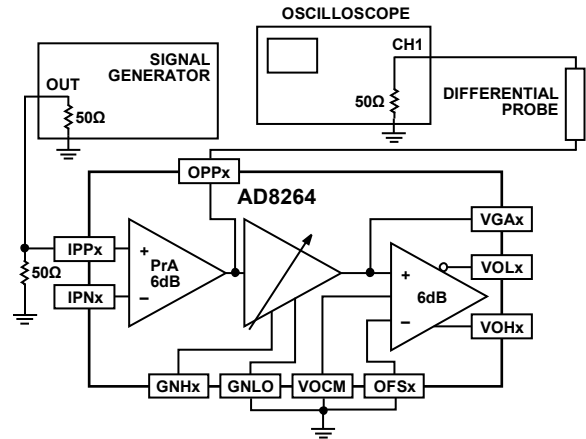 OSCILLOSCOPE
CH1
50Ω
SIGNAL
GENERATOR
OUT
50Ω
DIFFERENTIAL
PROBE
OPPx
AD8264
VGAx
IPPx
+
PrA
6dB
–
50Ω
IPNx
+
6dB
–
VOLx
VOHx
GNHx
GNLO
VOCM
OFSx